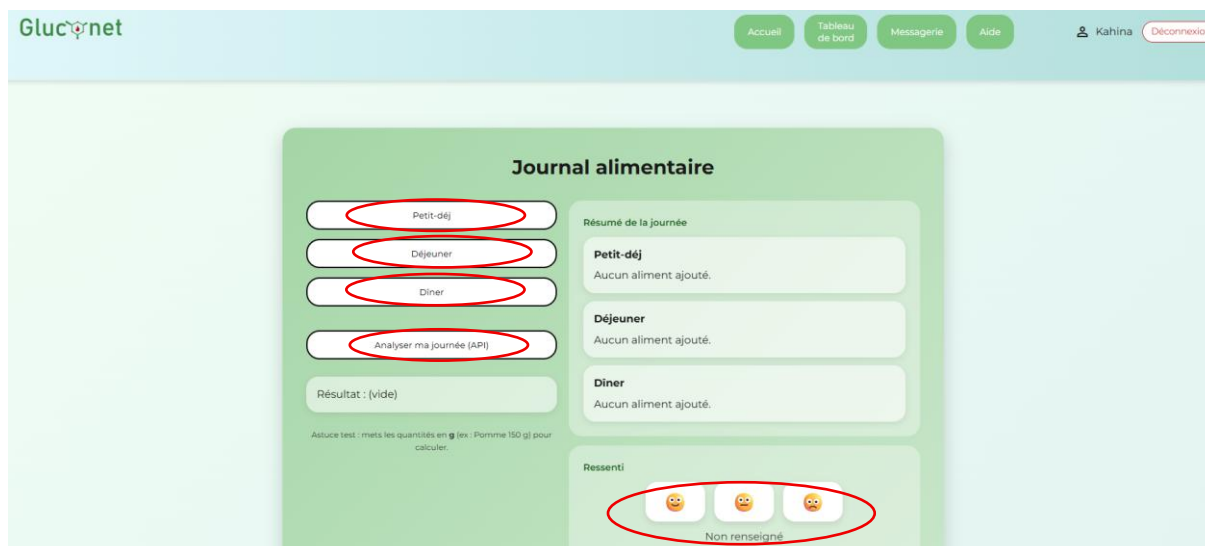 Glucynet
Accueil
Tableau
de bord
Messagerie
Aide
Kahina
Déconnexio
Journal alimentaire
Petit-déj
Déjeuner
Dîner
Analyser ma journée (API)
Résultat : (vide)
Astuce test : mets les quantités en g (ex : Pomme 150 g) pour
calculer.
Résumé de la journée
Petit-déj
Aucun aliment ajouté.
Déjeuner
Aucun aliment ajouté.
Dîner
Aucun aliment ajouté.
Ressenti
Non renseigné